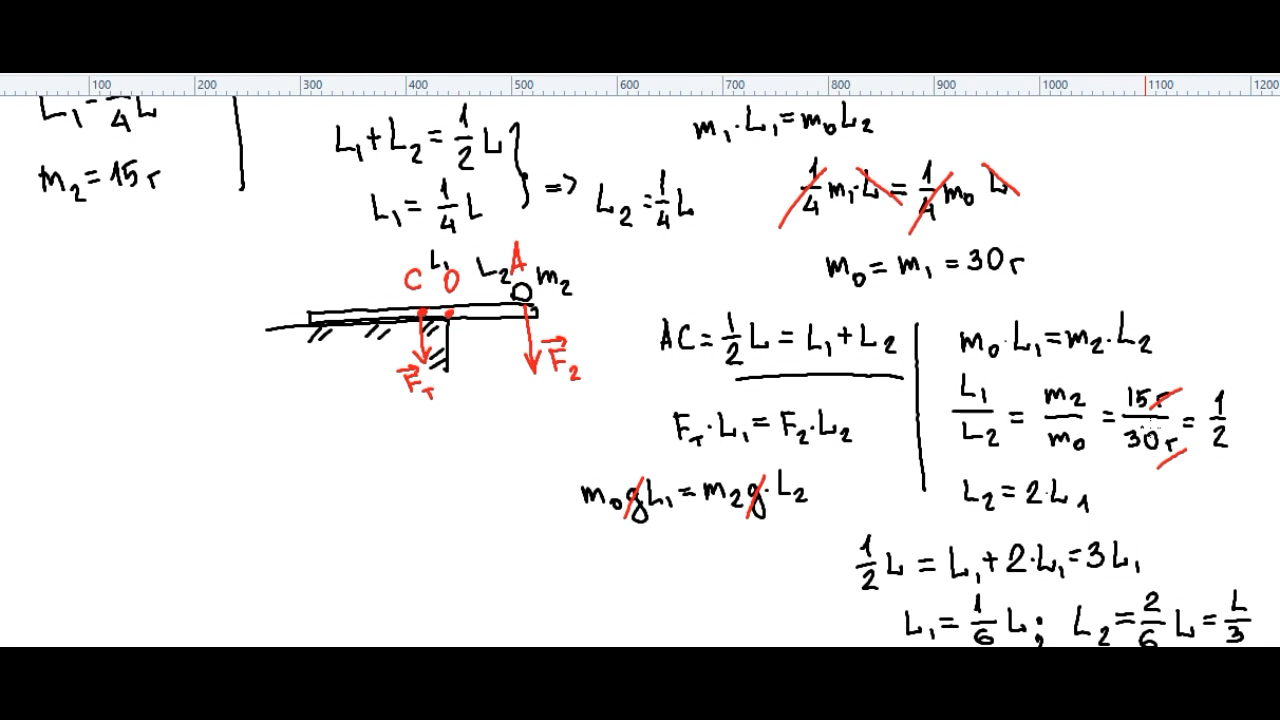 100 200 300 400 500 600 700 800 900 1000 1100 1200
L₁ = 1/4 L
m₂ = 15 г
L₁ + L₂ = 1/2 L
L₁ = 1/4 L
=> L₂ = 1/4 L
m₁ · L₁ = m₀ L₂
1/4 m₁ · L = 1/4 m₀ L
m₀ = m₁ = 30 г
C L₁ O L₂ A m₂
F⃗т
F⃗₂
AC = 1/2 L = L₁ + L₂
Fт · L₁ = F₂ · L₂
m₀ g L₁ = m₂ g · L₂
m₀ · L₁ = m₂ · L₂
L₁/L₂ = m₂/m₀ = 15 г/30 г = 1/2
L₂ = 2 · L₁
1/2 L = L₁ + 2 · L₁ = 3 L₁
L₁ = 1/6 L ; L₂ = 2/6 L = L/3